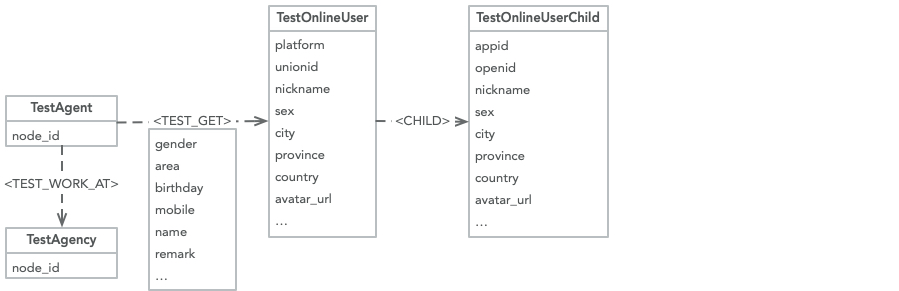 TestAgent
node_id
<TEST_WORK_AT>
TestAgency
node_id
<TEST_GET>
gender
area
birthday
mobile
name
remark
...
TestOnlineUser
platform
unionid
nickname
sex
city
province
country
avatar_url
...
<CHILD>
TestOnlineUserChild
appid
openid
nickname
sex
city
province
country
avatar_url
...